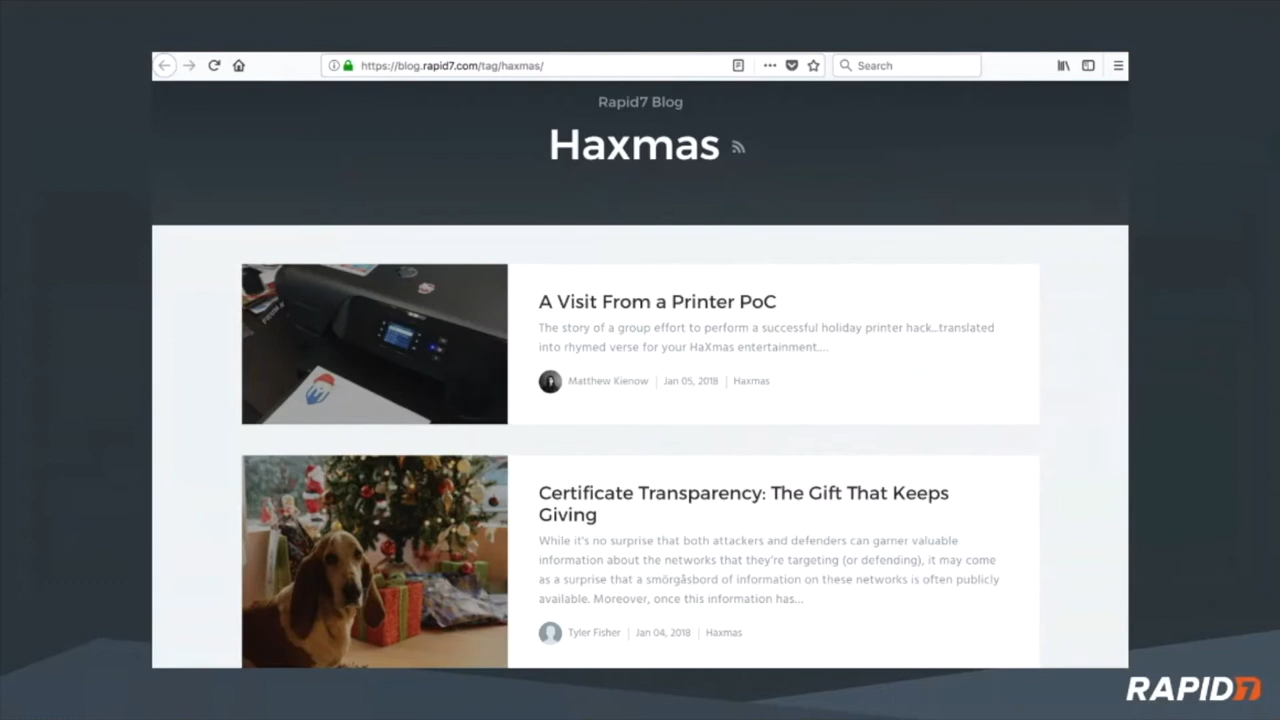 https://blog.rapid7.com/tag/haxmas/
Search
Rapid7 Blog
Haxmas
A Visit From a Printer PoC
The story of a group effort to perform a successful holiday printer hack...translated
into rhymed verse for your HaXmas entertainment....
Matthew Kienow | Jan 05, 2018 | Haxmas
Certificate Transparency: The Gift That Keeps
Giving
While it's no surprise that both attackers and defenders can garner valuable
information about the networks that they're targeting (or defending), it may come
as a surprise that a smörgåsbord of information on these networks is often publicly
available. Moreover, once this information has...
Tyler Fisher | Jan 04, 2018 | Haxmas
RAPID7